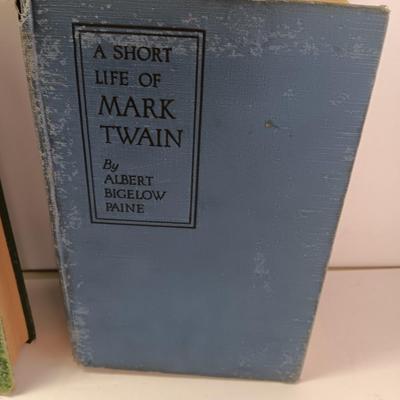 A SHORT
LIFE OF
MARK
TWAIN
By
ALBERT
BIGELOW
PAINE